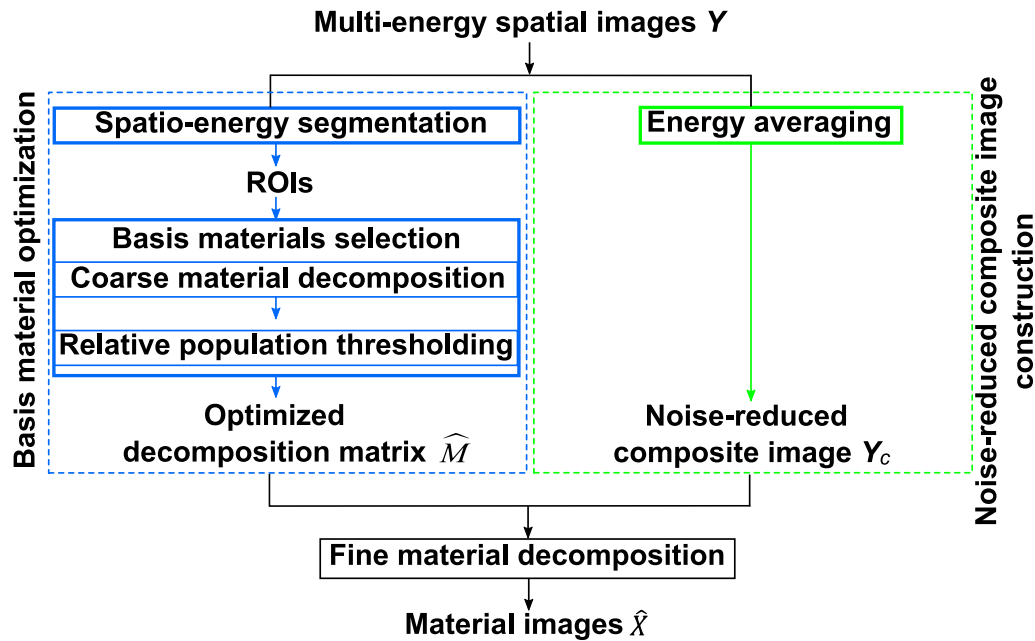 Multi-energy spatial images Y
Basis material optimization
Spatio-energy segmentation
ROIs
Basis materials selection
Coarse material decomposition
Relative population thresholding
Optimized
decomposition matrix M̂
Energy averaging
Noise-reduced
composite image Yc
Noise-reduced composite image
construction
Fine material decomposition
Material images X̂